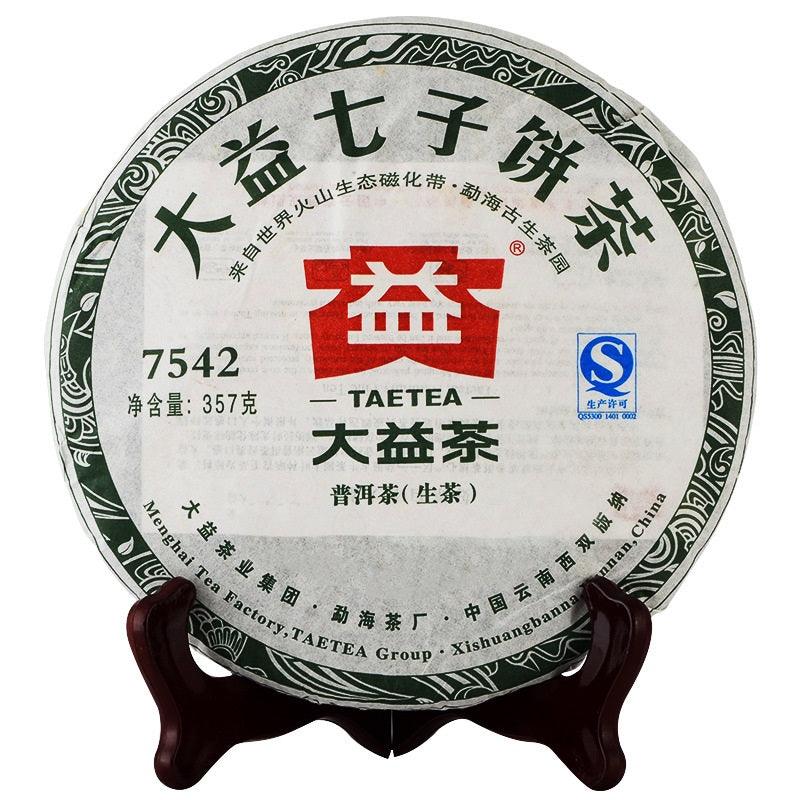 大益七子饼茶
来自世界火山生态磁化带·勐海古生茶园
益
®
7542
净含量: 357克
TAETEA
大益茶
普洱茶(生茶)
S
生产许可
QS5300 1401 0002
大益茶业集团·勐海茶厂·中国云南西双版纳
Menghai Tea Factory, TAETEA Group · Xishuangbanna nnan, China